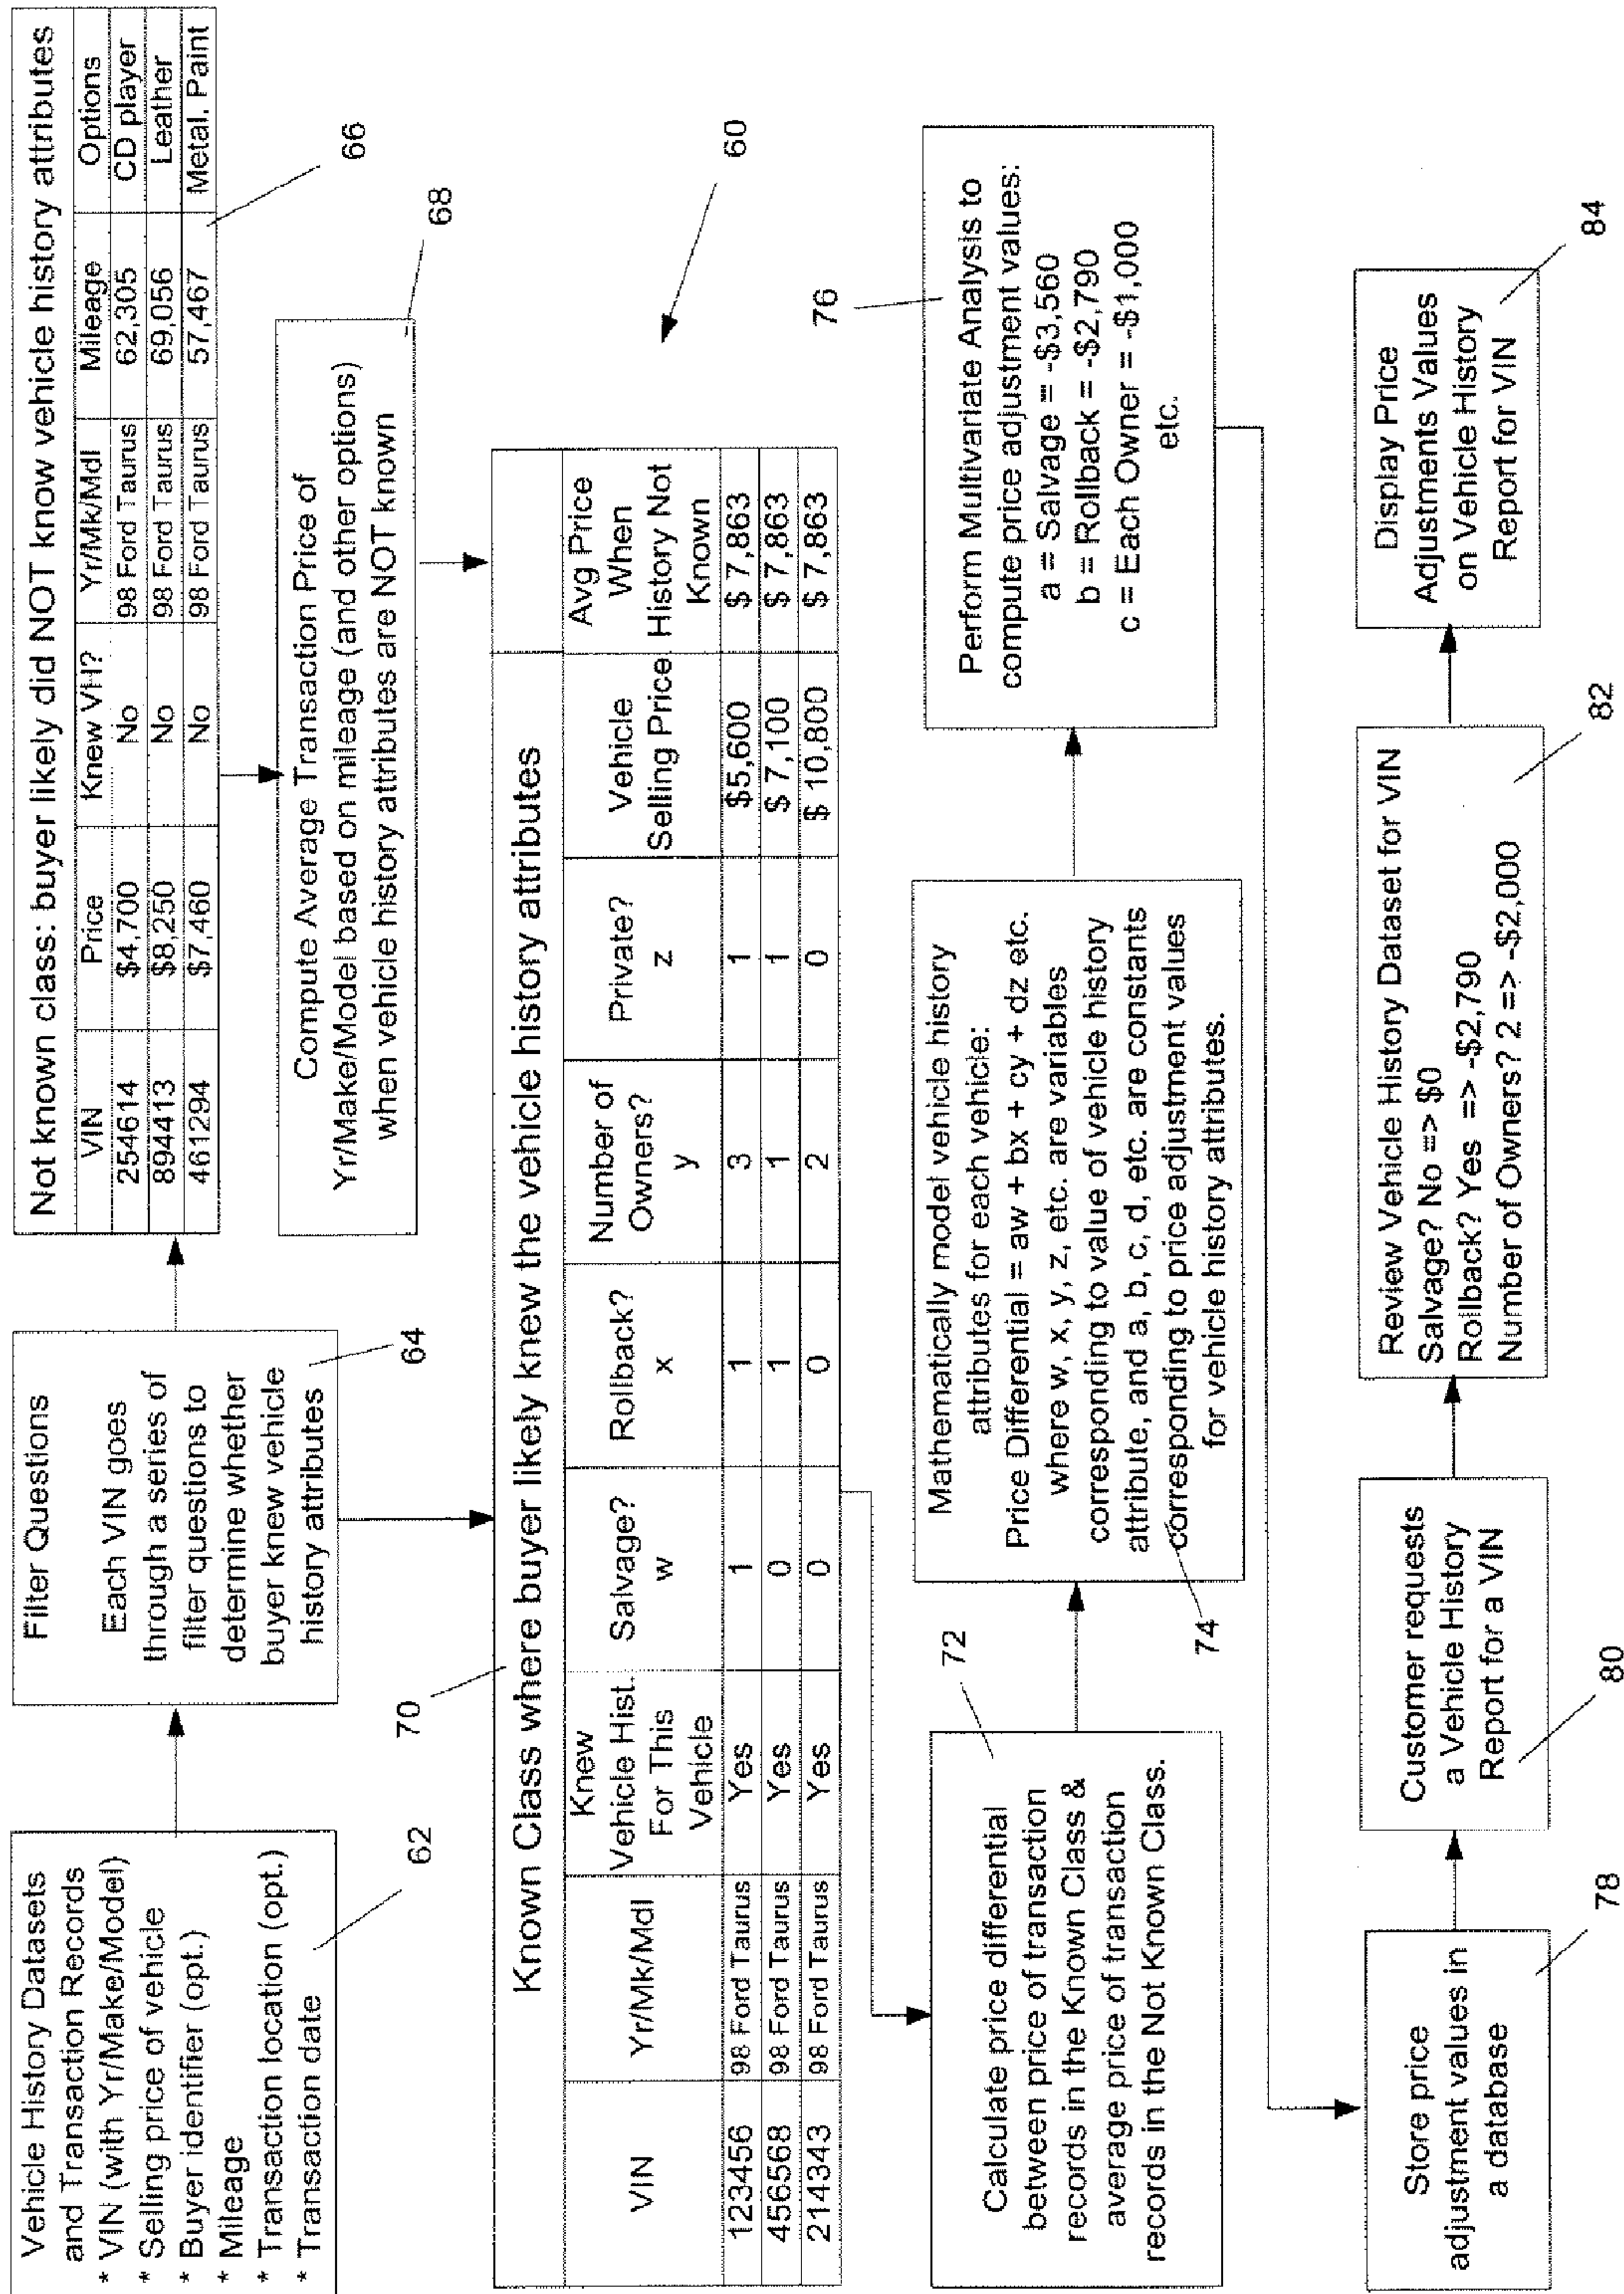 Vehicle History Datasets
and Transaction Records
* VIN (with Yr/Make/Model)
* Selling price of vehicle
* Buyer identifier (opt.)
* Mileage
* Transaction location (opt.)
* Transaction date
62
Filter Questions
Each VIN goes
through a series of
filter questions to
determine whether
buyer knew vehicle
history attributes
64
Not known class: buyer likely did NOT know vehicle history attributes
VIN Price Knew VH? Yr/Mk/Mdl Mileage Options
254614 $4,700 No 98 Ford Taurus 62,305 CD player
894413 $8,250 No 98 Ford Taurus 69,056 Leather
461294 $7,460 No 98 Ford Taurus 57,467 Metal. Paint
66
Compute Average Transaction Price of
Yr/Make/Model based on mileage (and other options)
when vehicle history attributes are NOT known
68
60
70
Known Class where buyer likely knew the vehicle history attributes
VIN
Yr/Mk/Mdl
Knew
Vehicle Hist.
For This
Vehicle
Salvage?
w
Rollback?
x
Number of
Owners?
y
Private?
z
Vehicle
Selling Price
Avg Price
When
History Not
Known
123456 98 Ford Taurus Yes 1 1 3 1 $5,600 $ 7,863
456568 98 Ford Taurus Yes 0 1 1 1 $ 7,100 $ 7,863
214343 98 Ford Taurus Yes 0 0 2 0 $ 10,800 $ 7,863
72
Calculate price differential
between price of transaction
records in the Known Class &
average price of transaction
records in the Not Known Class.
74
Mathematically model vehicle history
attributes for each vehicle:
Price Differential = aw + bx + cy + dz etc.
where w, x, y, z, etc. are variables
corresponding to value of vehicle history
attribute, and a, b, c, d, etc. are constants
corresponding to price adjustment values
for vehicle history attributes.
76
Perform Multivariate Analysis to
compute price adjustment values:
a = Salvage = -$3,560
b = Rollback = -$2,790
c = Each Owner = -$1,000
etc.
Store price
adjustment values in
a database
78
Customer requests
a Vehicle History
Report for a VIN
80
Review Vehicle History Dataset for VIN
Salvage? No => $0
Rollback? Yes => -$2,790
Number of Owners? 2 => -$2,000
82
Display Price
Adjustments Values
on Vehicle History
Report for VIN
84